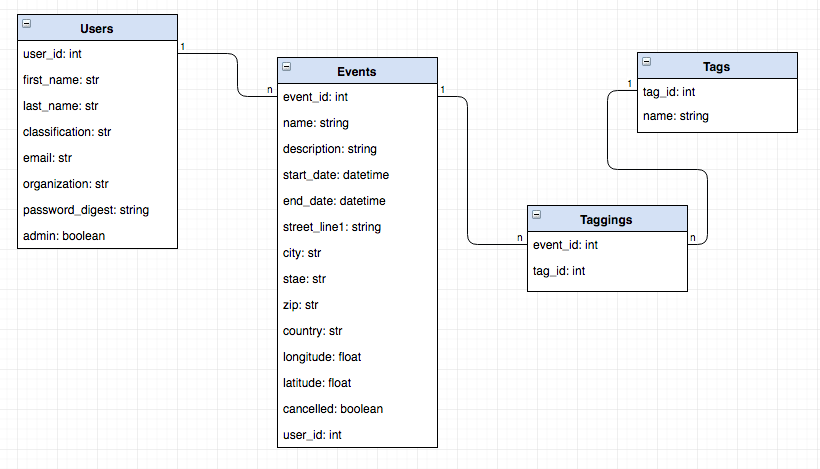 Users
user_id: int
first_name: str
last_name: str
classification: str
email: str
organization: str
password_digest: string
admin: boolean
1
n
Events
event_id: int
name: string
description: string
start_date: datetime
end_date: datetime
street_line1: string
city: str
stae: str
zip: str
country: str
longitude: float
latitude: float
cancelled: boolean
user_id: int
1
n
Taggings
event_id: int
tag_id: int
n
1
Tags
tag_id: int
name: string